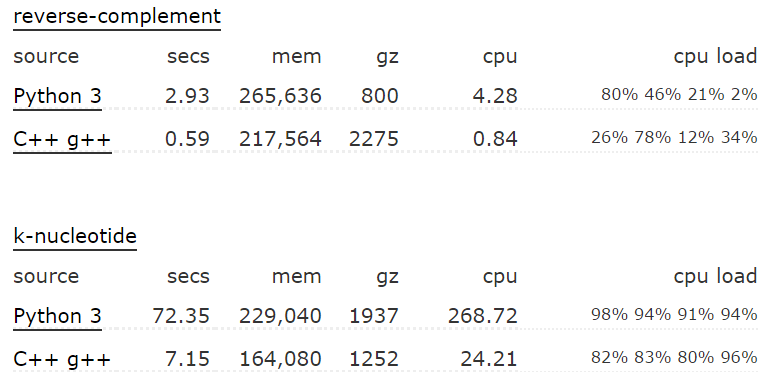 reverse-complement
source secs mem gz cpu cpu load
Python 3 2.93 265,636 800 4.28 80% 46% 21% 2%
C++ g++ 0.59 217,564 2275 0.84 26% 78% 12% 34%
k-nucleotide
source secs mem gz cpu cpu load
Python 3 72.35 229,040 1937 268.72 98% 94% 91% 94%
C++ g++ 7.15 164,080 1252 24.21 82% 83% 80% 96%